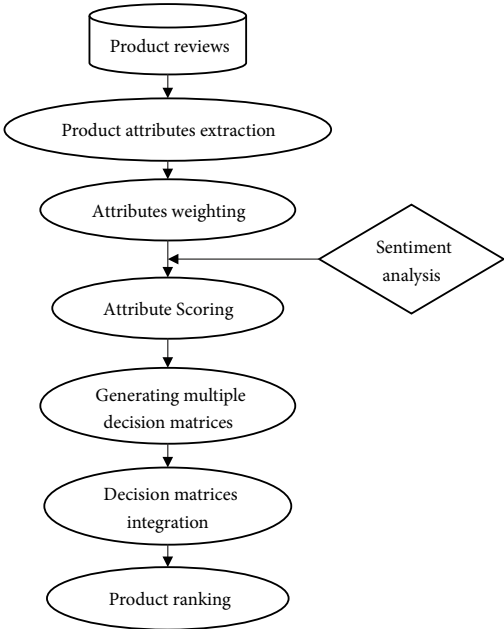 Product reviews
Product attributes extraction
Attributes weighting
Sentiment
analysis
Attribute Scoring
Generating multiple
decision matrices
Decision matrices
integration
Product ranking